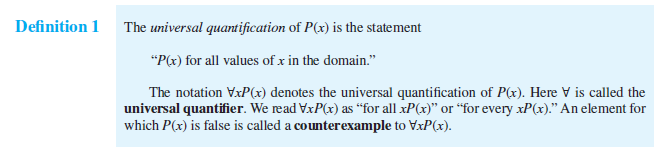 Definition 1 The universal quantification of P(x) is the statement
“P(x) for all values of x in the domain.”
The notation ∀xP(x) denotes the universal quantification of P(x). Here ∀ is called the
universal quantifier. We read ∀xP(x) as “for all xP(x)” or “for every xP(x).” An element for
which P(x) is false is called a counterexample to ∀xP(x).